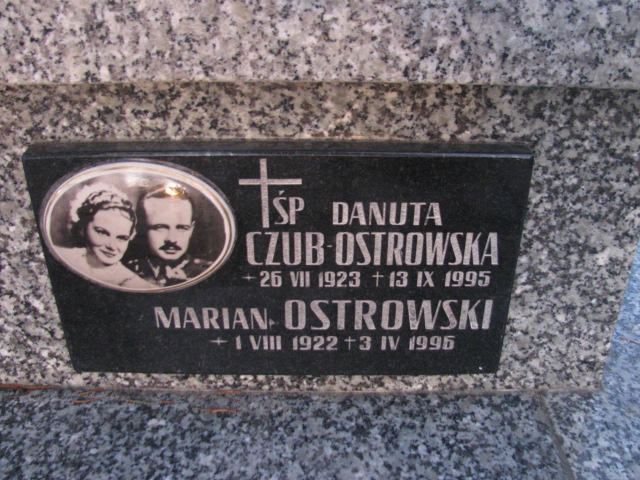 ŚP DANUTA
CZUB-OSTROWSKA
+ 26 VII 1923 † 13 IX 1995
MARIAN OSTROWSKI
+ 1 VIII 1922 † 3 IV 1996